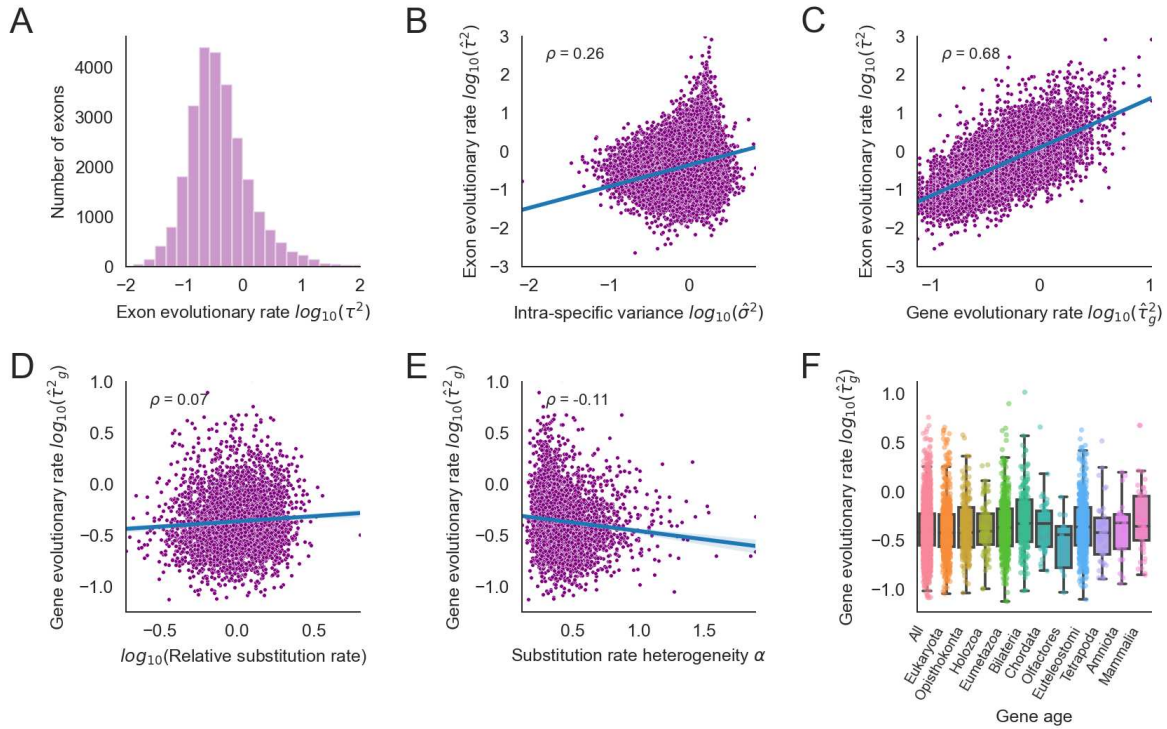 A
Number of exons
4000
3000
2000
1000
0
−2
−1
0
1
2
Exon evolutionary rate log₁₀(τ²)
B
Exon evolutionary rate log₁₀(τ̂²)
ρ = 0.26
3
2
1
0
−1
−2
−3
−2
−1
0
Intra-specific variance log₁₀(σ̂²)
C
Exon evolutionary rate log₁₀(τ̂²)
ρ = 0.68
3
2
1
0
−1
−2
−3
−1
0
1
Gene evolutionary rate log₁₀(τ̂²g)
D
Gene evolutionary rate log₁₀(τ̂²g)
ρ = 0.07
1.0
0.5
0.0
−0.5
−1.0
−0.5
0.0
0.5
log₁₀(Relative substitution rate)
E
Gene evolutionary rate log₁₀(τ̂²g)
ρ = -0.11
1.0
0.5
0.0
−0.5
−1.0
0.5
1.0
1.5
Substitution rate heterogeneity α
F
Gene evolutionary rate log₁₀(τ̂²g)
1.0
0.5
0.0
−0.5
−1.0
All
Eukaryota
Opisthokonta
Holozoa
Eumetazoa
Bilateria
Chordata
Olfactores
Euteleostomi
Tetrapoda
Amniota
Mammalia
Gene age